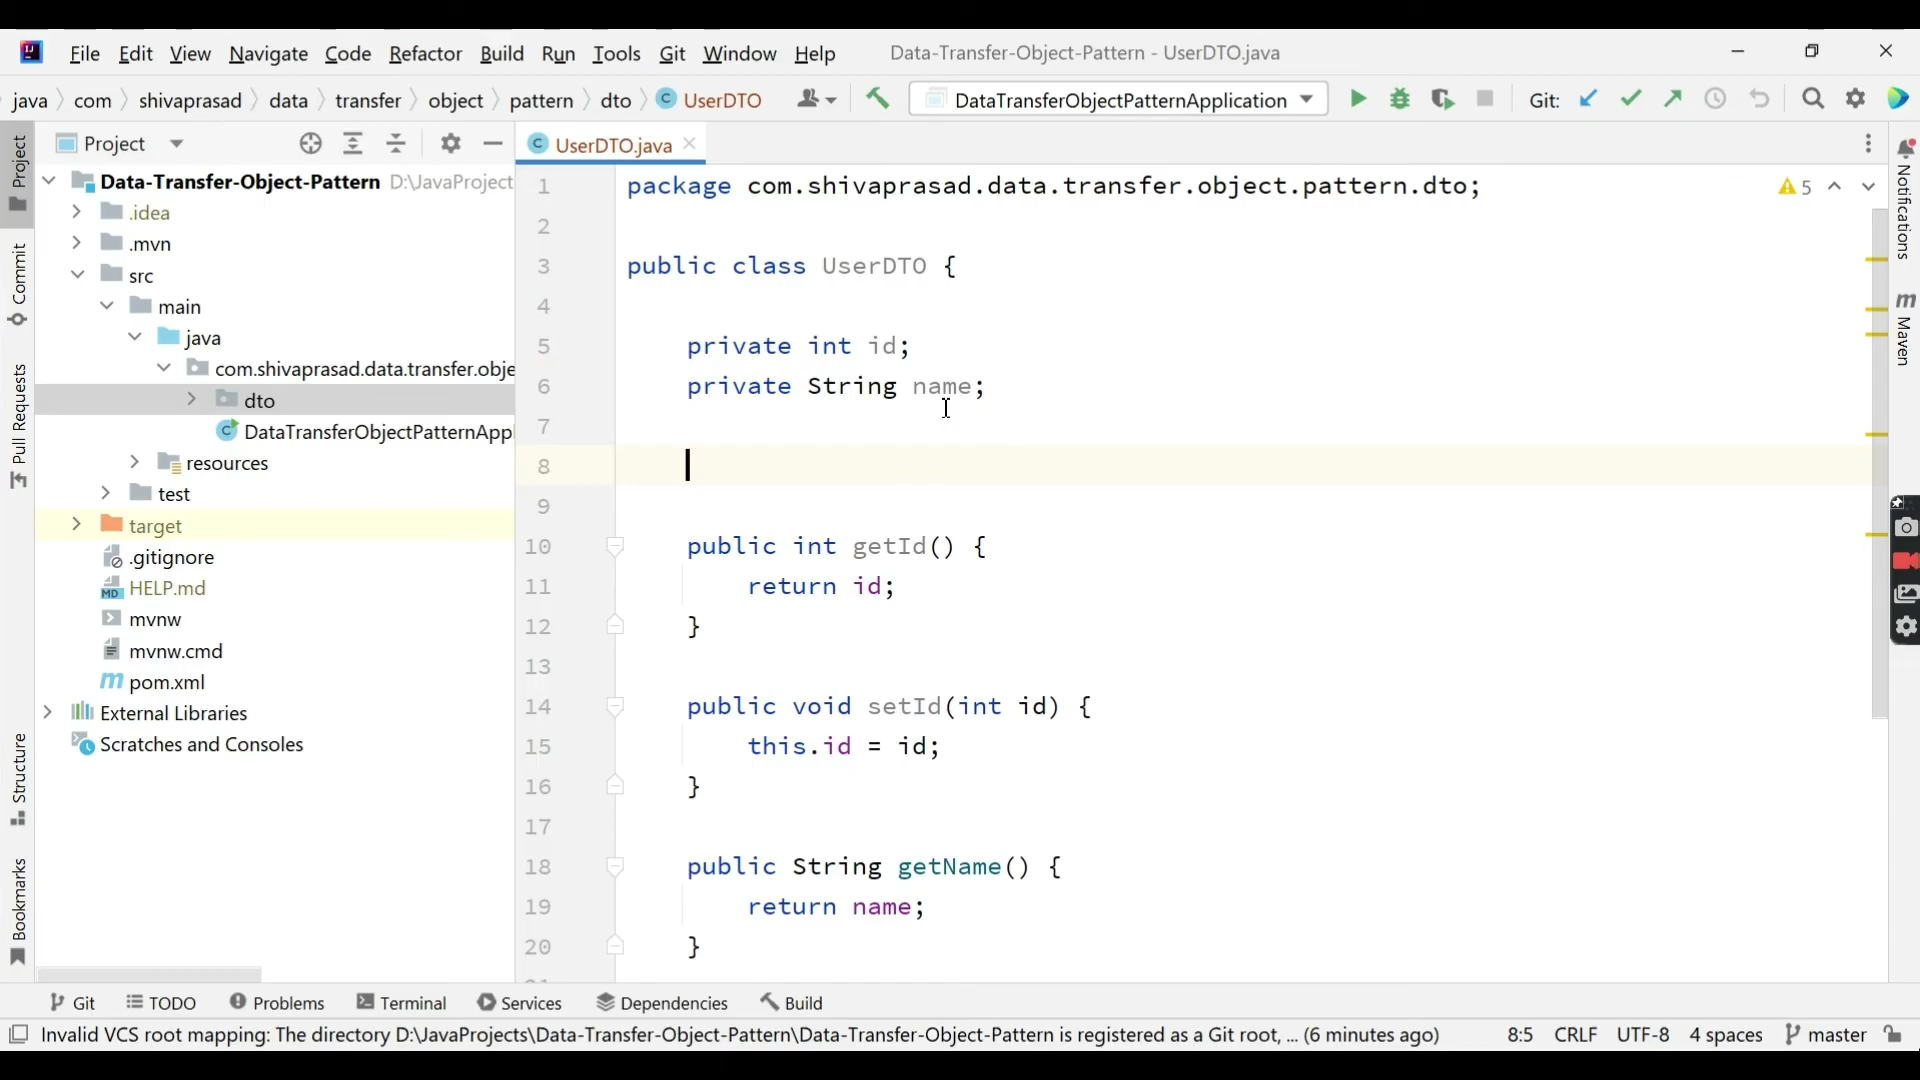 File Edit View Navigate Code Refactor Build Run Tools Git Window Help Data-Transfer-Object-Pattern - UserDTO.java
java com shivaprasad data transfer object pattern dto UserDTO DataTransferObjectPatternApplication Git:
Project UserDTO.java
Data-Transfer-Object-Pattern D:\JavaProject
.idea
.mvn
src
main
java
com.shivaprasad.data.transfer.obje
dto
DataTransferObjectPatternAppl
resources
test
target
.gitignore
HELP.md
mvnw
mvnw.cmd
pom.xml
External Libraries
Scratches and Consoles
Project
Commit
Pull Requests
Structure
Bookmarks
1 package com.shivaprasad.data.transfer.object.pattern.dto; 5
2
3 public class UserDTO {
4
5 private int id;
6 private String name;
7
8
9
10 public int getId() {
11 return id;
12 }
13
14 public void setId(int id) {
15 this.id = id;
16 }
17
18 public String getName() {
19 return name;
20 }
Notifications
Maven
Git TODO Problems Terminal Services Dependencies Build
Invalid VCS root mapping: The directory D:\JavaProjects\Data-Transfer-Object-Pattern\Data-Transfer-Object-Pattern is registered as a Git root, ... (6 minutes ago) 8:5 CRLF UTF-8 4 spaces master